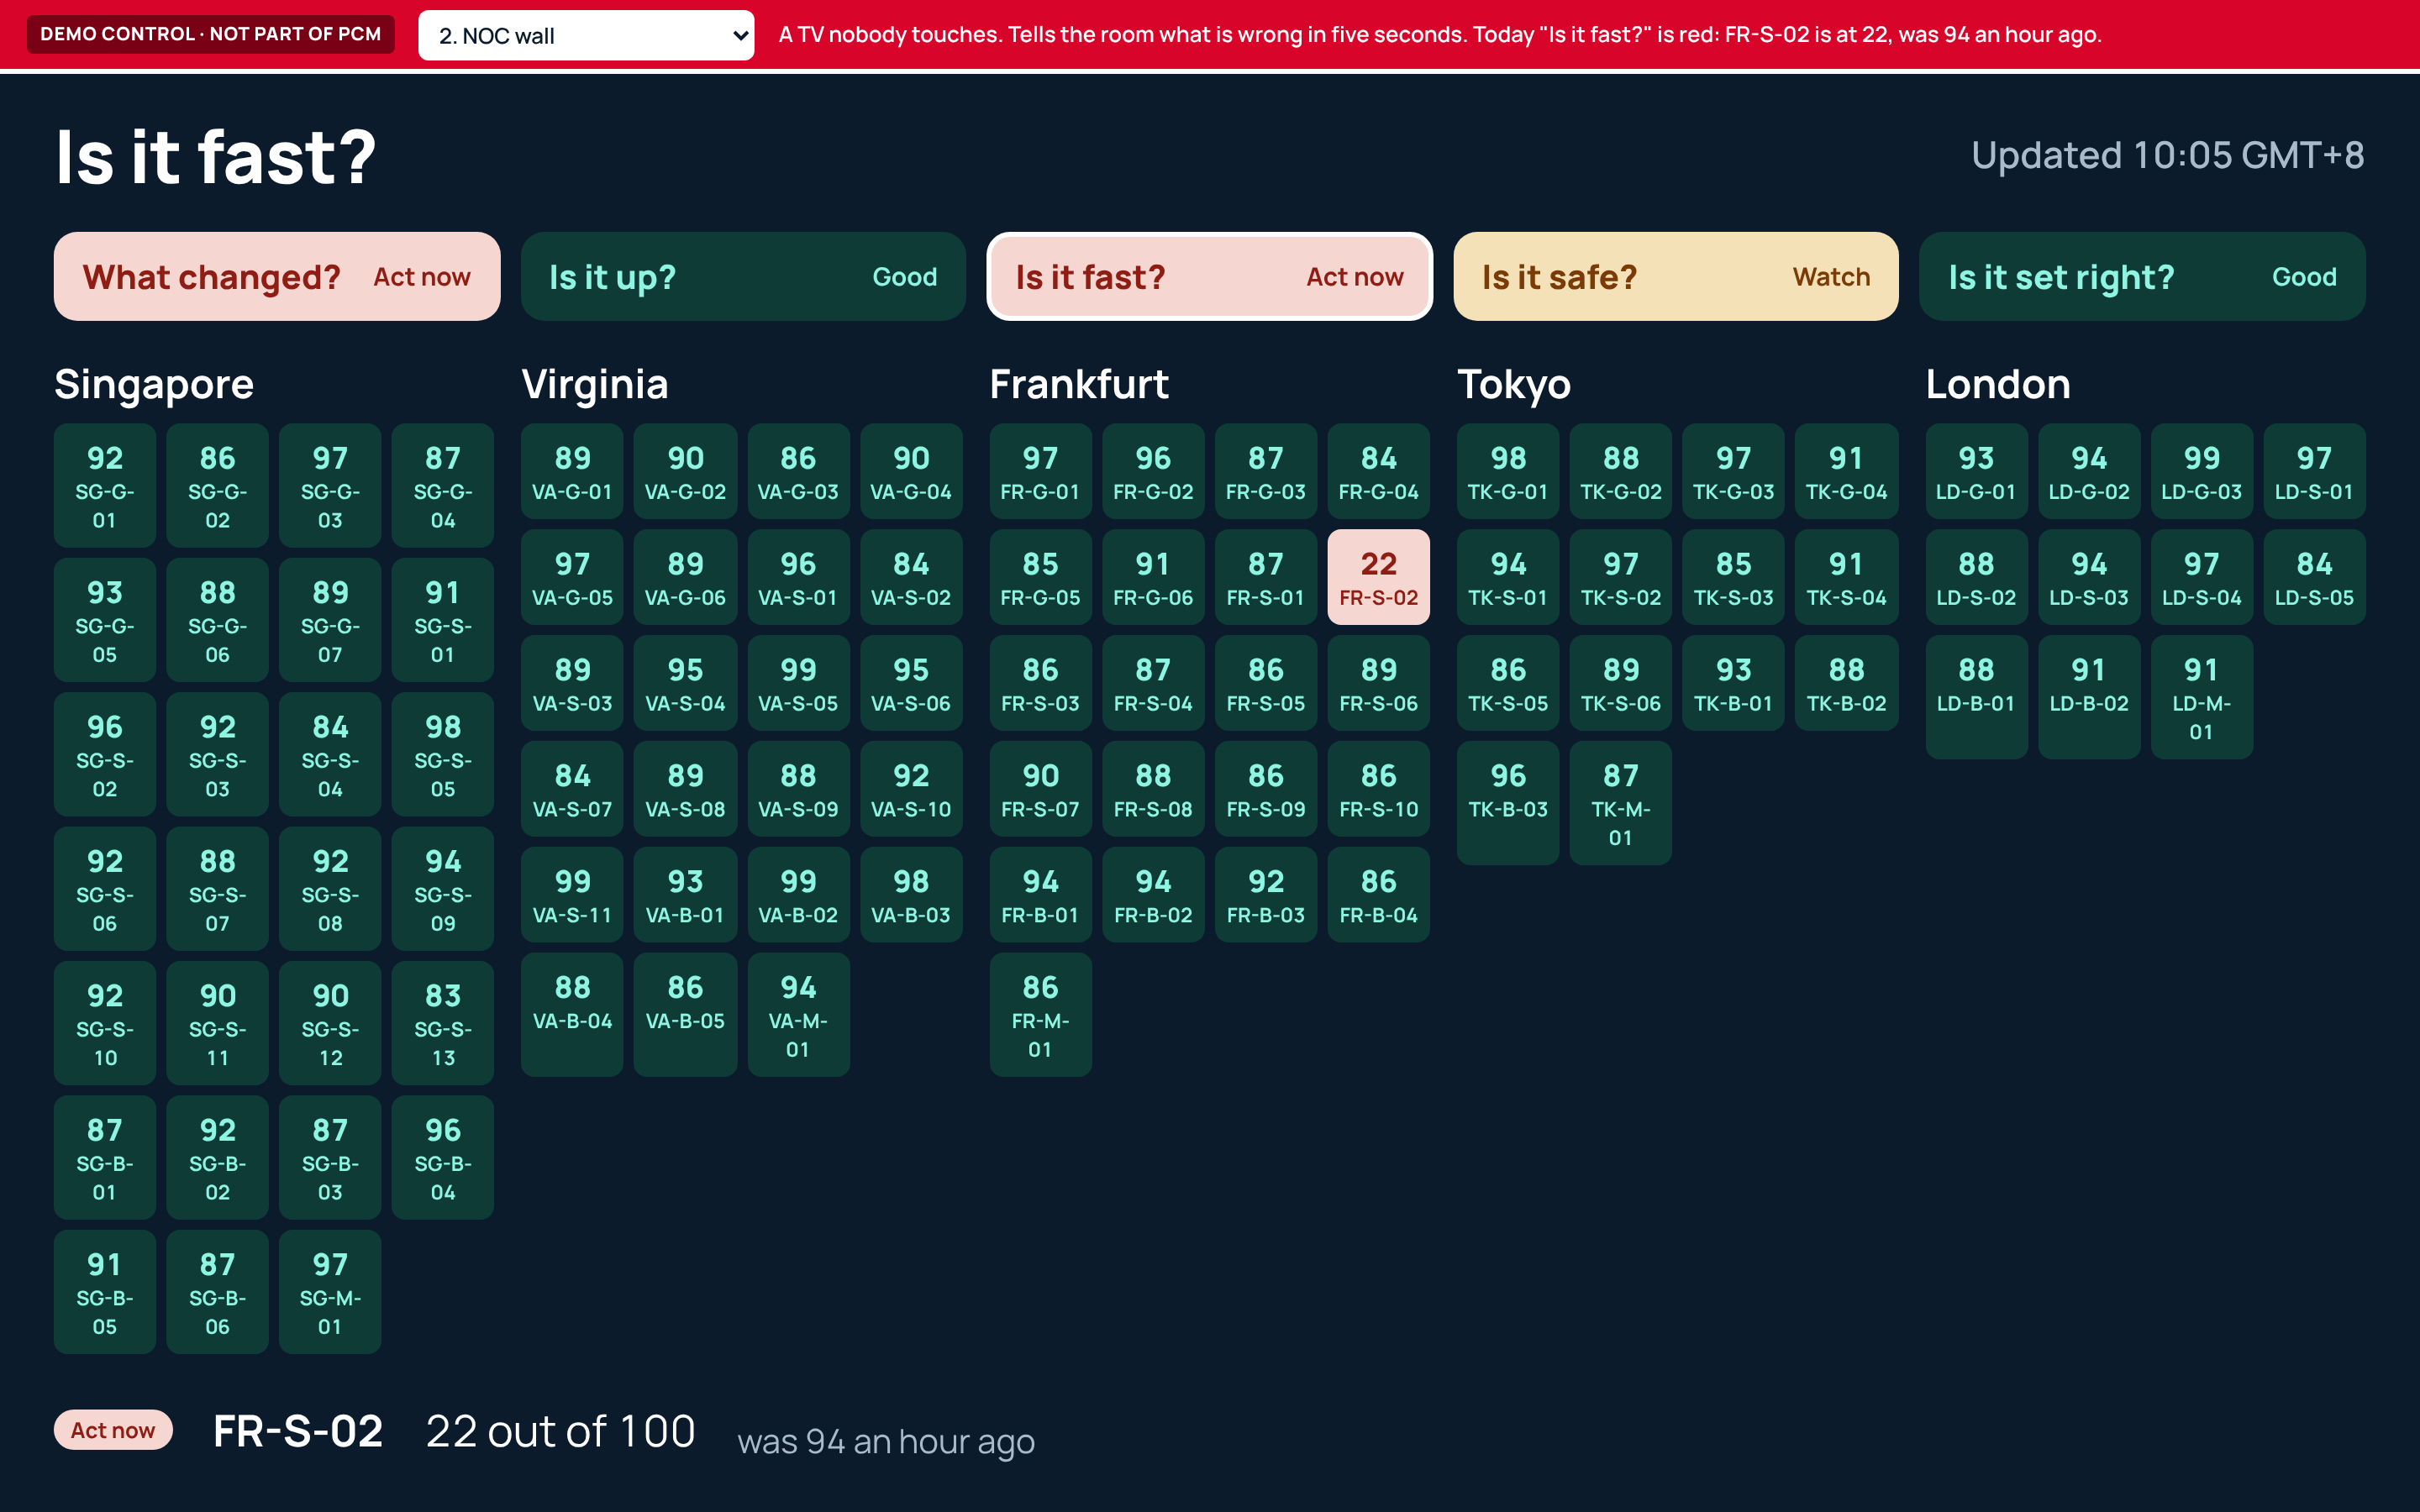 DEMO CONTROL · NOT PART OF PCM
2. NOC wall
A TV nobody touches. Tells the room what is wrong in five seconds. Today "Is it fast?" is red: FR-S-02 is at 22, was 94 an hour ago.
Is it fast?
Updated 10:05 GMT+8
What changed? Act now
Is it up? Good
Is it fast? Act now
Is it safe? Watch
Is it set right? Good
Singapore
92 86 97 87
SG-G- SG-G- SG-G- SG-G-
01 02 03 04
93 88 89 91
SG-G- SG-G- SG-G- SG-S-
05 06 07 01
96 92 84 98
SG-S- SG-S- SG-S- SG-S-
02 03 04 05
92 88 92 94
SG-S- SG-S- SG-S- SG-S-
06 07 08 09
92 90 90 83
SG-S- SG-S- SG-S- SG-S-
10 11 12 13
87 92 87 96
SG-B- SG-B- SG-B- SG-B-
01 02 03 04
91 87 97
SG-B- SG-B- SG-M-
05 06 01
Virginia
89 90 86 90
VA-G-01 VA-G-02 VA-G-03 VA-G-04
97 89 96 84
VA-G-05 VA-G-06 VA-S-01 VA-S-02
89 95 99 95
VA-S-03 VA-S-04 VA-S-05 VA-S-06
84 89 88 92
VA-S-07 VA-S-08 VA-S-09 VA-S-10
99 93 99 98
VA-S-11 VA-B-01 VA-B-02 VA-B-03
88 86 94
VA-B-04 VA-B-05 VA-M-
01
Frankfurt
97 96 87 84
FR-G-01 FR-G-02 FR-G-03 FR-G-04
85 91 87 22
FR-G-05 FR-G-06 FR-S-01 FR-S-02
86 87 86 89
FR-S-03 FR-S-04 FR-S-05 FR-S-06
90 88 86 86
FR-S-07 FR-S-08 FR-S-09 FR-S-10
94 94 92 86
FR-B-01 FR-B-02 FR-B-03 FR-B-04
86
FR-M-
01
Tokyo
98 88 97 91
TK-G-01 TK-G-02 TK-G-03 TK-G-04
94 97 85 91
TK-S-01 TK-S-02 TK-S-03 TK-S-04
86 89 93 88
TK-S-05 TK-S-06 TK-B-01 TK-B-02
96 87
TK-B-03 TK-M-
01
London
93 94 99 97
LD-G-01 LD-G-02 LD-G-03 LD-S-01
88 94 97 84
LD-S-02 LD-S-03 LD-S-04 LD-S-05
88 91 91
LD-B-01 LD-B-02 LD-M-
01
Act now FR-S-02 22 out of 100 was 94 an hour ago